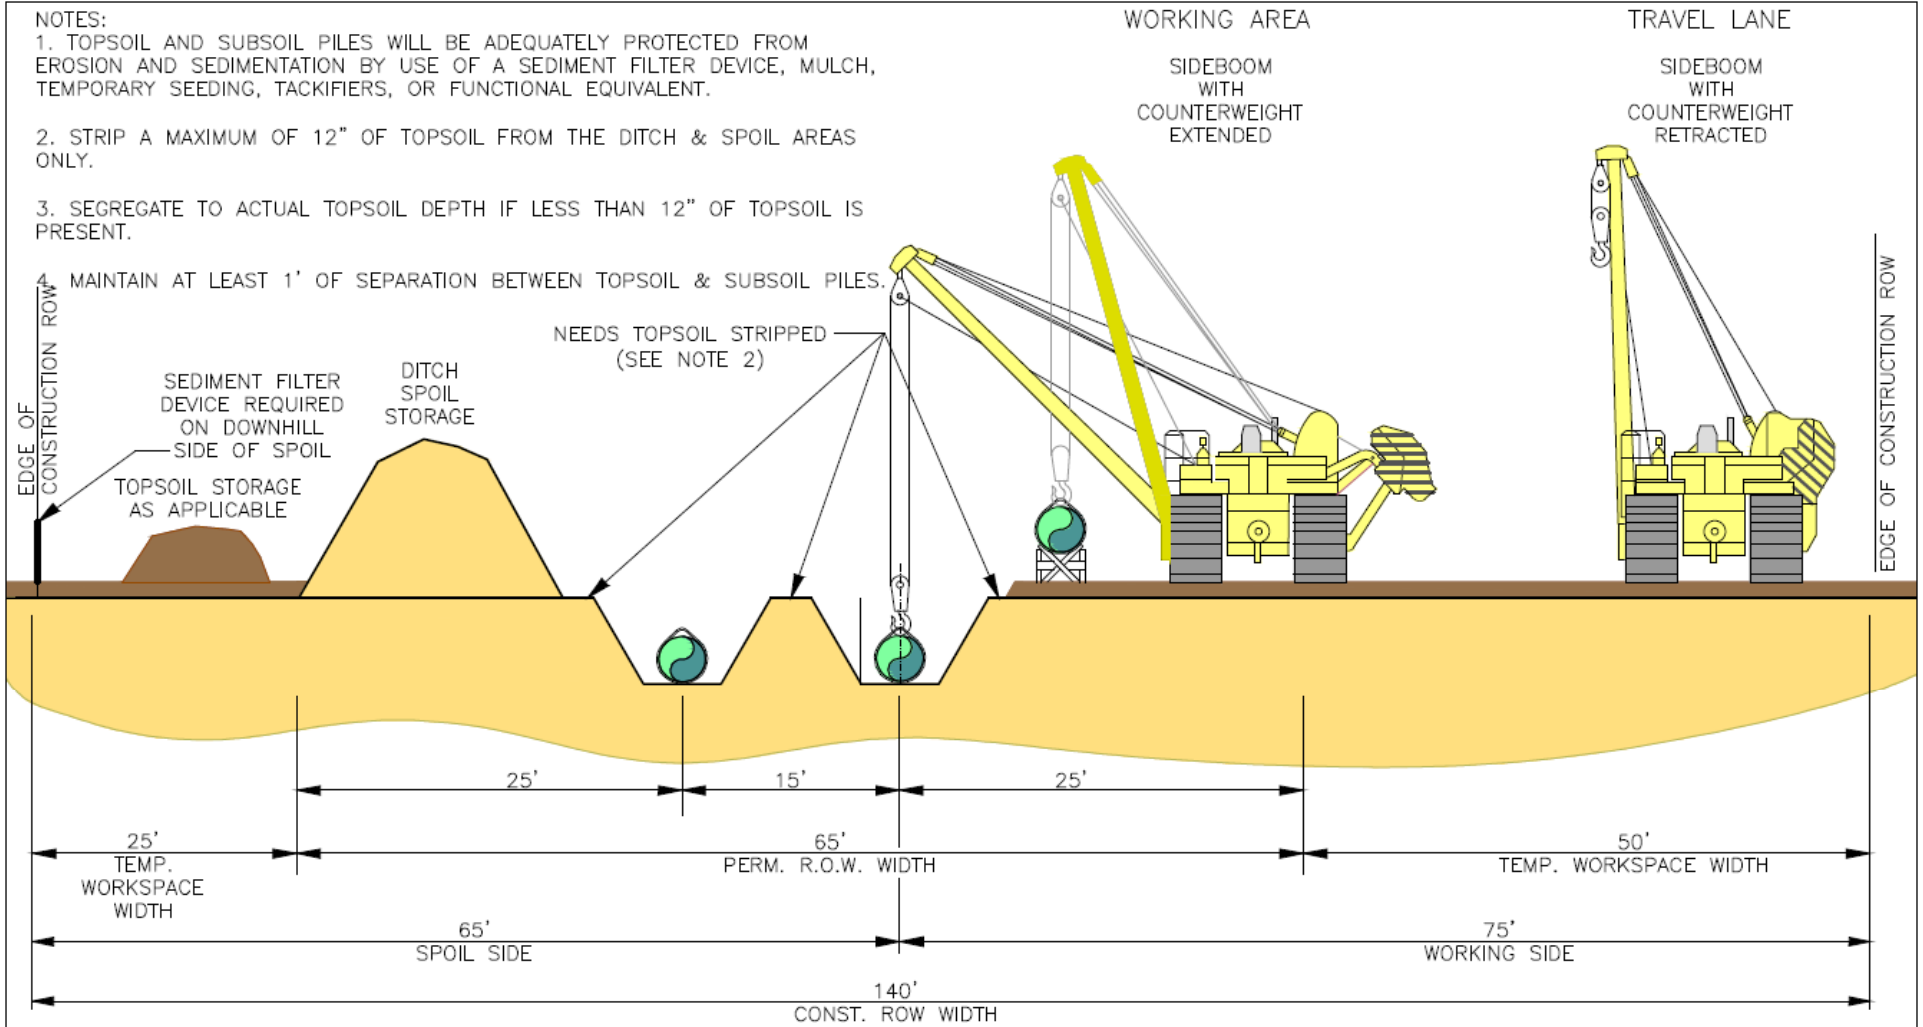 NOTES:
1. TOPSOIL AND SUBSOIL PILES WILL BE ADEQUATELY PROTECTED FROM
EROSION AND SEDIMENTATION BY USE OF A SEDIMENT FILTER DEVICE, MULCH,
TEMPORARY SEEDING, TACKIFIERS, OR FUNCTIONAL EQUIVALENT.
2. STRIP A MAXIMUM OF 12" OF TOPSOIL FROM THE DITCH & SPOIL AREAS
ONLY.
3. SEGREGATE TO ACTUAL TOPSOIL DEPTH IF LESS THAN 12" OF TOPSOIL IS
PRESENT.
4. MAINTAIN AT LEAST 1' OF SEPARATION BETWEEN TOPSOIL & SUBSOIL PILES.
WORKING AREA
SIDEBOOM
WITH
COUNTERWEIGHT
EXTENDED
TRAVEL LANE
SIDEBOOM
WITH
COUNTERWEIGHT
RETRACTED
EDGE OF
CONSTRUCTION ROW
SEDIMENT FILTER
DEVICE REQUIRED
ON DOWNHILL
SIDE OF SPOIL
TOPSOIL STORAGE
AS APPLICABLE
DITCH
SPOIL
STORAGE
NEEDS TOPSOIL STRIPPED
(SEE NOTE 2)
EDGE OF CONSTRUCTION ROW
25'
15'
25'
25'
TEMP.
WORKSPACE
WIDTH
65'
PERM. R.O.W. WIDTH
50'
TEMP. WORKSPACE WIDTH
65'
SPOIL SIDE
75'
WORKING SIDE
140'
CONST. ROW WIDTH